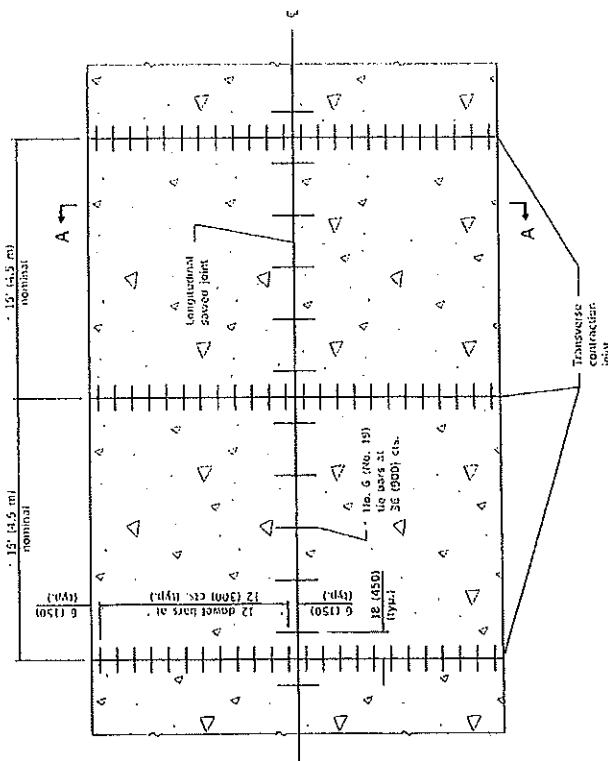 ℄
15' (4.5 m)
nominal
15' (4.5 m)
nominal
A
A
Longitudinal
sawed joint
Transverse
contraction
joint
No. 6 (No. 19)
tie bars at
36 (900) cts.
6 (150)
(typ.)
12 dowel bars at
12 (300) cts. (typ.)
6 (150)
(typ.)
18 (450)
(typ.)